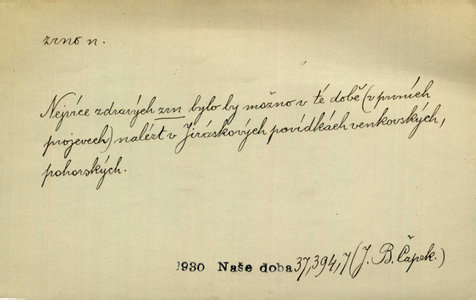 zrno n.
Nejvíce zdravých zrn bylo by možno v té době (v prvních
projevech) nalézt v Jiráskových povídkách venkovských,
pohorských.
1930 Naše doba 37,394,7 (J. B. Čapek.)